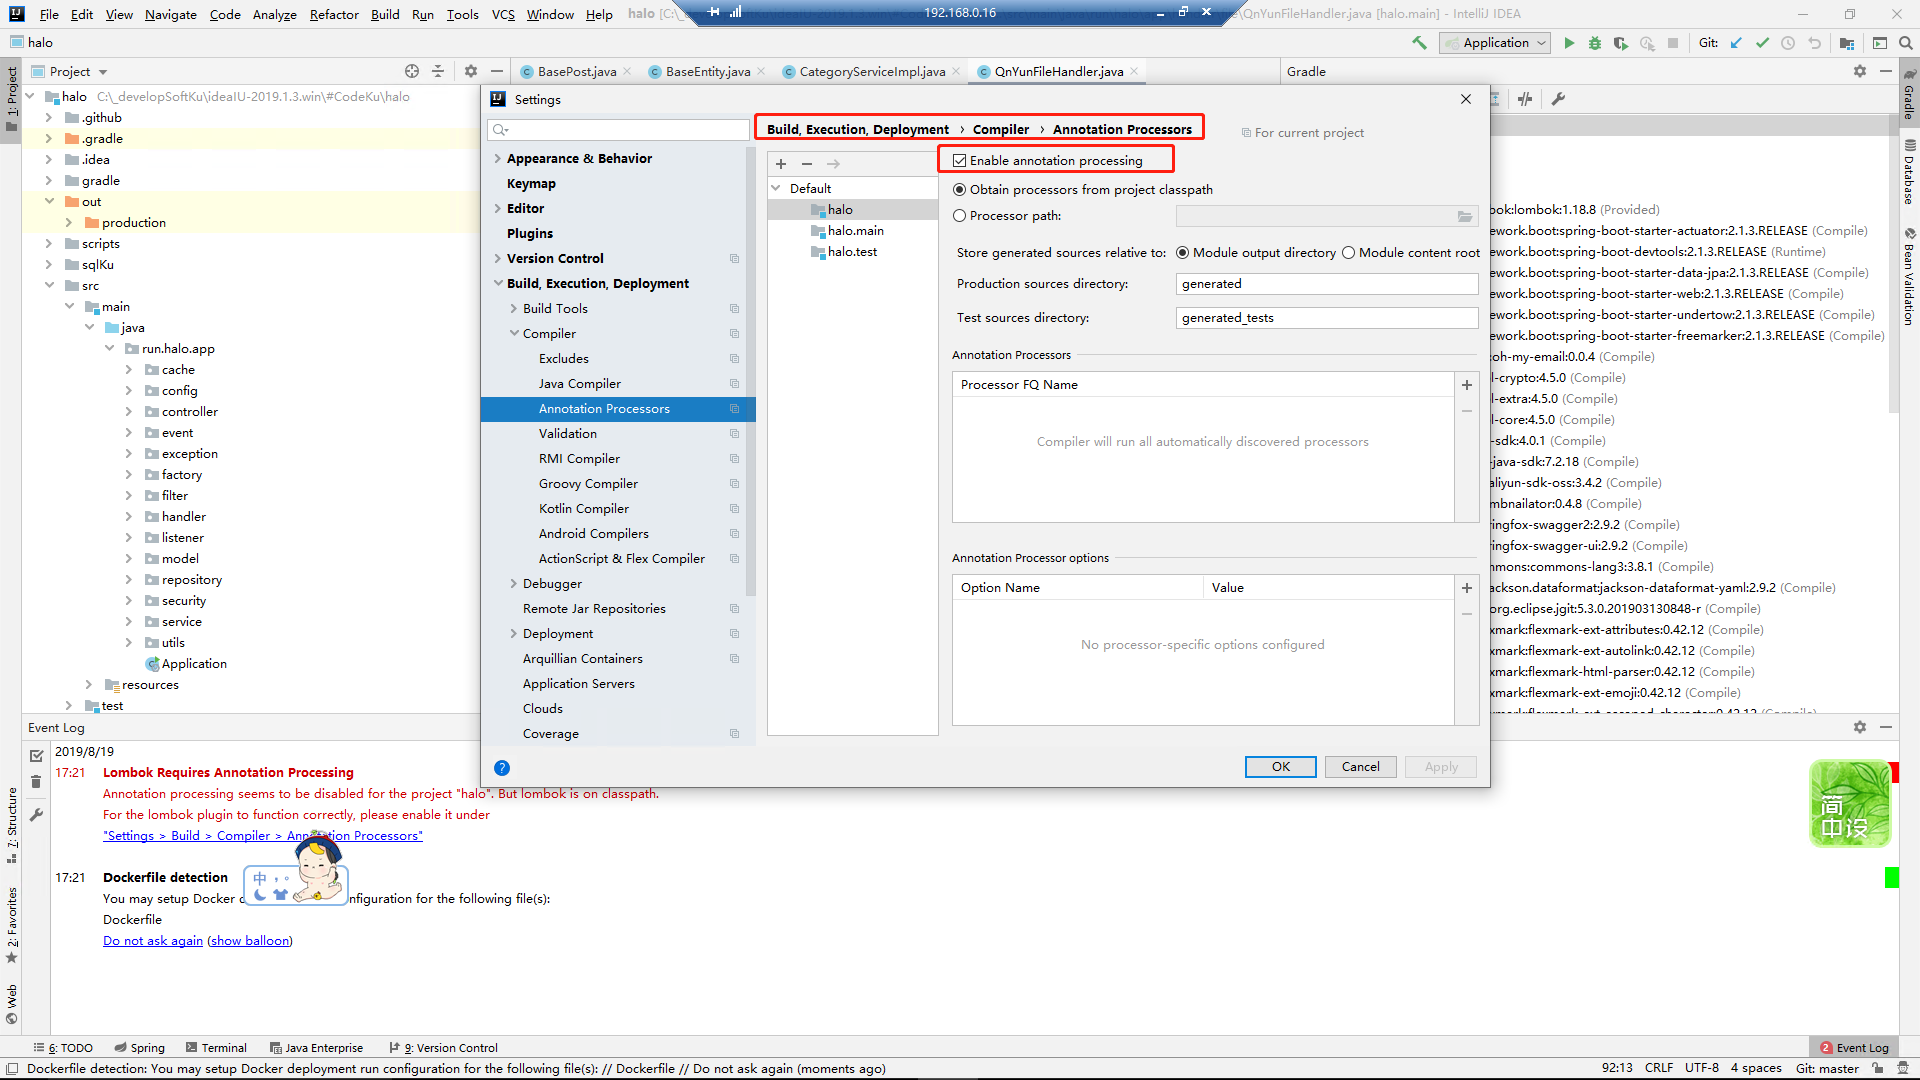 File Edit View Navigate Code Analyze Refactor Build Run Tools VCS Window Help halo [C:\_
192.168.0.16
\QnYunFileHandler.java [halo.main] - IntelliJ IDEA
halo
Application
Git:
Project
BasePost.java
BaseEntity.java
CategoryServiceImpl.java
QnYunFileHandler.java
Gradle
1: Project
halo C:\_developSoftKu\ideaIU-2019.1.3.win\#CodeKu\halo
.github
.gradle
.idea
gradle
out
production
scripts
sqlKu
src
main
java
run.halo.app
cache
config
controller
event
exception
factory
filter
handler
listener
model
repository
security
service
utils
Application
resources
test
Settings
Appearance & Behavior
Keymap
Editor
Plugins
Version Control
Build, Execution, Deployment
Build Tools
Compiler
Excludes
Java Compiler
Annotation Processors
Validation
RMI Compiler
Groovy Compiler
Kotlin Compiler
Android Compilers
ActionScript & Flex Compiler
Debugger
Remote Jar Repositories
Deployment
Arquillian Containers
Application Servers
Clouds
Coverage
Build, Execution, Deployment › Compiler › Annotation Processors
For current project
Default
halo
halo.main
halo.test
Enable annotation processing
Obtain processors from project classpath
Processor path:
Store generated sources relative to: Module output directory Module content root
Production sources directory: generated
Test sources directory: generated_tests
Annotation Processors
Processor FQ Name
Compiler will run all automatically discovered processors
Annotation Processor options
Option Name Value
No processor-specific options configured
?
OK Cancel Apply
ok:lombok:1.18.8 (Provided)
ework.boot:spring-boot-starter-actuator:2.1.3.RELEASE (Compile)
ework.boot:spring-boot-devtools:2.1.3.RELEASE (Runtime)
ework.boot:spring-boot-starter-data-jpa:2.1.3.RELEASE (Compile)
ework.boot:spring-boot-starter-web:2.1.3.RELEASE (Compile)
ework.boot:spring-boot-starter-undertow:2.1.3.RELEASE (Compile)
ework.boot:spring-boot-starter-freemarker:2.1.3.RELEASE (Compile)
:oh-my-email:0.0.4 (Compile)
l-crypto:4.5.0 (Compile)
l-extra:4.5.0 (Compile)
l-core:4.5.0 (Compile)
-sdk:4.0.1 (Compile)
-java-sdk:7.2.18 (Compile)
aliyun-sdk-oss:3.4.2 (Compile)
mbnailator:0.4.8 (Compile)
ringfox-swagger2:2.9.2 (Compile)
ingfox-swagger-ui:2.9.2 (Compile)
mmons:commons-lang3:3.8.1 (Compile)
ackson.dataformat:jackson-dataformat-yaml:2.9.2 (Compile)
org.eclipse.jgit:5.3.0.201903130848-r (Compile)
xmark:flexmark-ext-attributes:0.42.12 (Compile)
xmark:flexmark-ext-autolink:0.42.12 (Compile)
xmark:flexmark-html-parser:0.42.12 (Compile)
xmark:flexmark-ext-emoji:0.42.12 (Compile)
Gradle
Database
Bean Validation
Event Log
2019/8/19
17:21 Lombok Requires Annotation Processing
Annotation processing seems to be disabled for the project "halo". But lombok is on classpath.
For the lombok plugin to function correctly, please enable it under
"Settings > Build > Compiler > Annotation Processors"
17:21 Dockerfile detection
You may setup Docker d nfiguration for the following file(s):
Dockerfile
Do not ask again (show balloon)
中
简
中设
7: Structure
2: Favorites
Web
6: TODO Spring Terminal Java Enterprise 9: Version Control
2 Event Log
Dockerfile detection: You may setup Docker deployment run configuration for the following file(s): // Dockerfile // Do not ask again (moments ago)
92:13 CRLF UTF-8 4 spaces Git: master